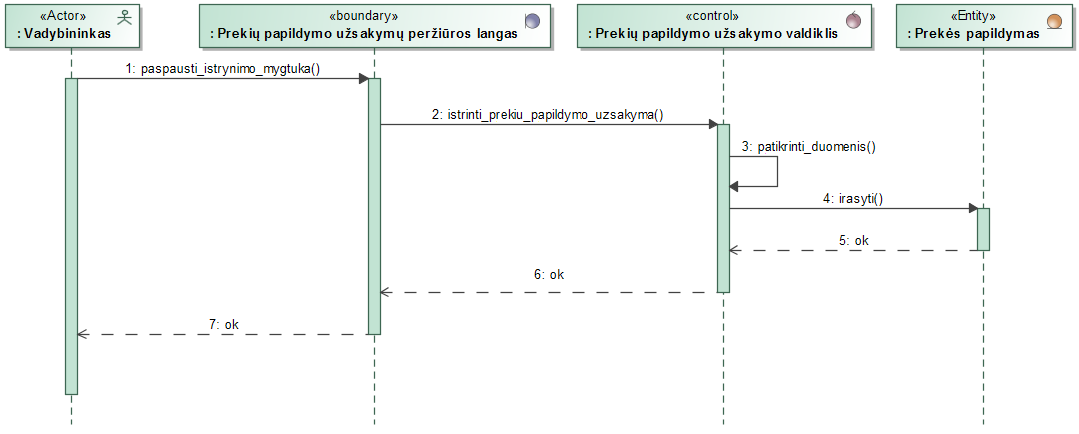 «Actor»
: Vadybininkas
«boundary»
: Prekių papildymo užsakymų peržiūros langas
«control»
: Prekių papildymo užsakymo valdiklis
«Entity»
: Prekės papildymas
1: paspausti_istrynimo_mygtuka()
2: istrinti_prekiu_papildymo_uzsakyma()
3: patikrinti_duomenis()
4: irasyti()
5: ok
6: ok
7: ok